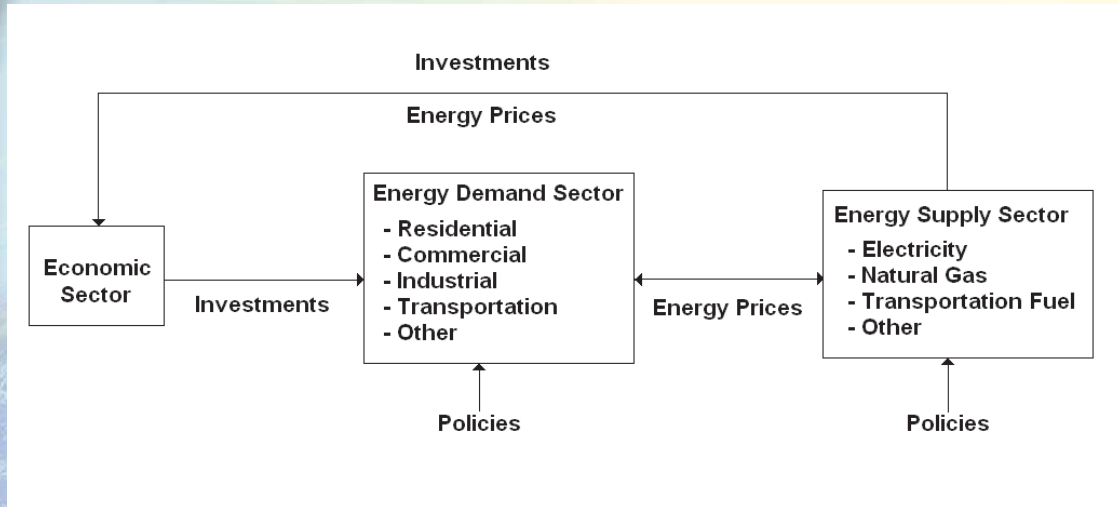 Investments
Energy Prices
Energy Demand Sector
- Residential
- Commercial
- Industrial
- Transportation
- Other
Energy Supply Sector
- Electricity
- Natural Gas
- Transportation Fuel
- Other
Economic
Sector
Investments
Energy Prices
Policies
Policies